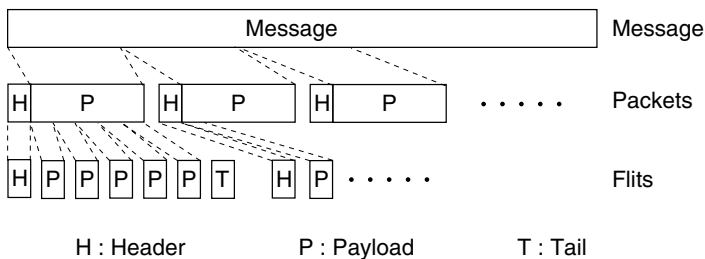 Message Message
H P H P H P . . . . . Packets
H P P P P P T H P . . . . . Flits
H : Header P : Payload T : Tail